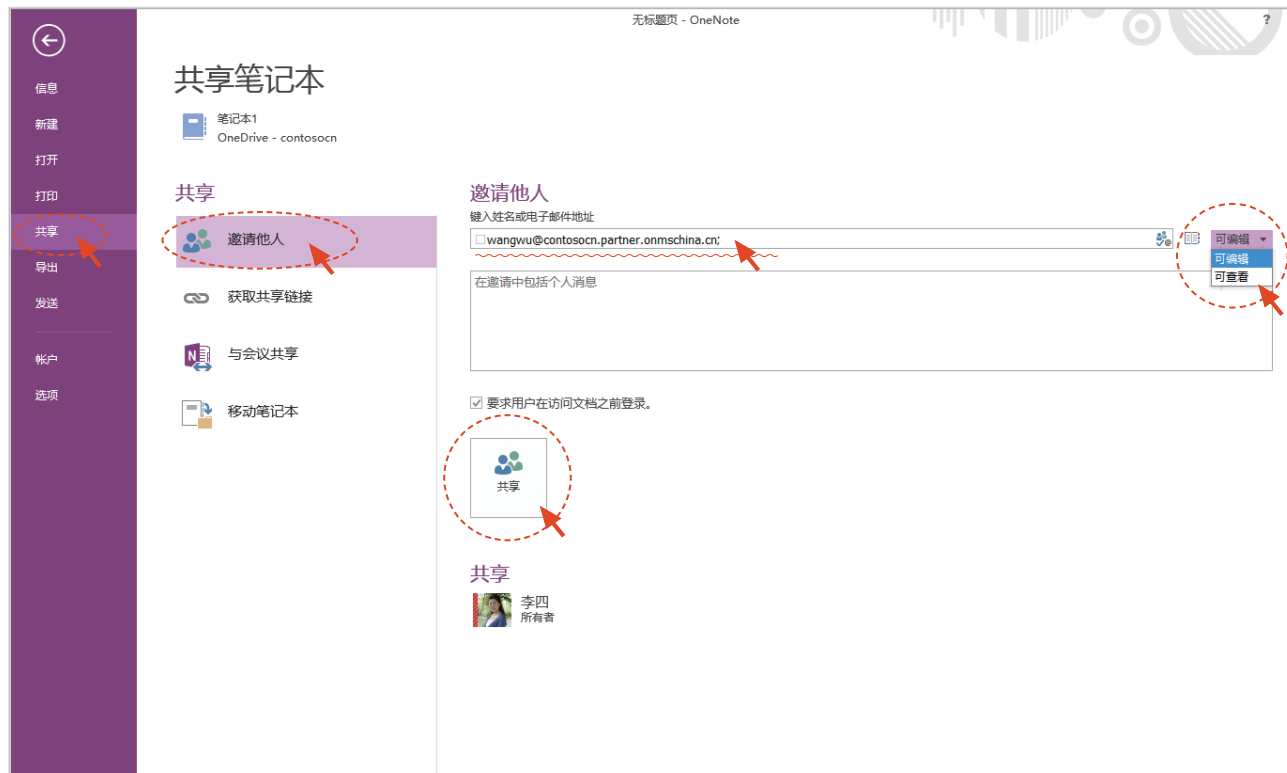 无标题页 - OneNote
?
信息
新建
打开
打印
共享
导出
发送
帐户
选项
共享笔记本
笔记本1
OneDrive - contosocn
共享
邀请他人
获取共享链接
N
与会议共享
移动笔记本
邀请他人
键入姓名或电子邮件地址
wangwu@contosocn.partner.onmschina.cn;
可编辑
可编辑
可查看
在邀请中包括个人消息
要求用户在访问文档之前登录。
共享
共享
李四
所有者